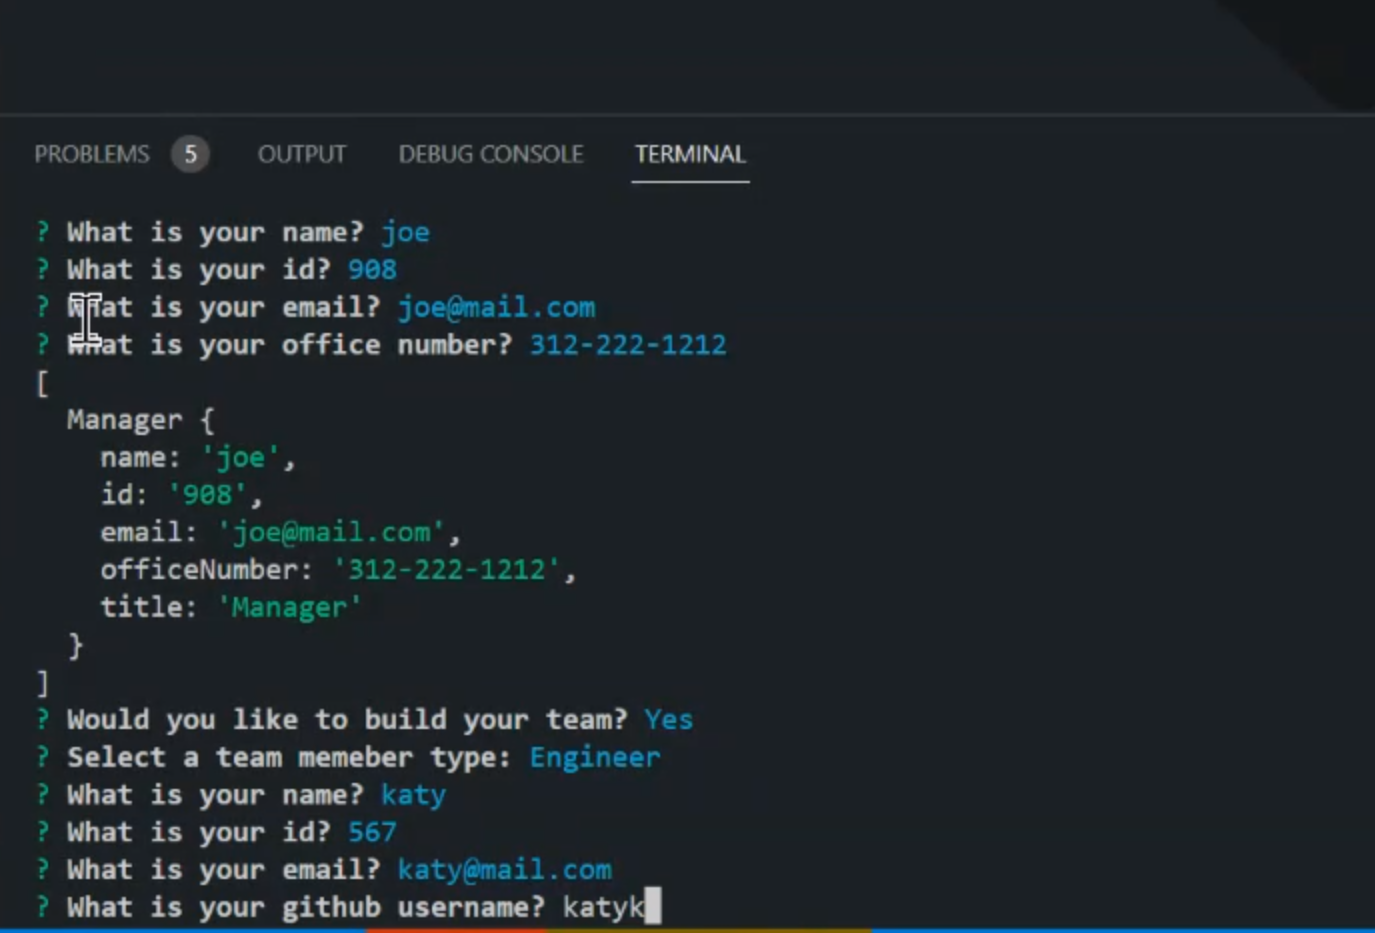 PROBLEMS 5 OUTPUT DEBUG CONSOLE TERMINAL
? What is your name? joe
? What is your id? 908
? What is your email? joe@mail.com
? What is your office number? 312-222-1212
[
  Manager {
    name: 'joe',
    id: '908',
    email: 'joe@mail.com',
    officeNumber: '312-222-1212',
    title: 'Manager'
  }
]
? Would you like to build your team? Yes
? Select a team memeber type: Engineer
? What is your name? katy
? What is your id? 567
? What is your email? katy@mail.com
? What is your github username? katyk